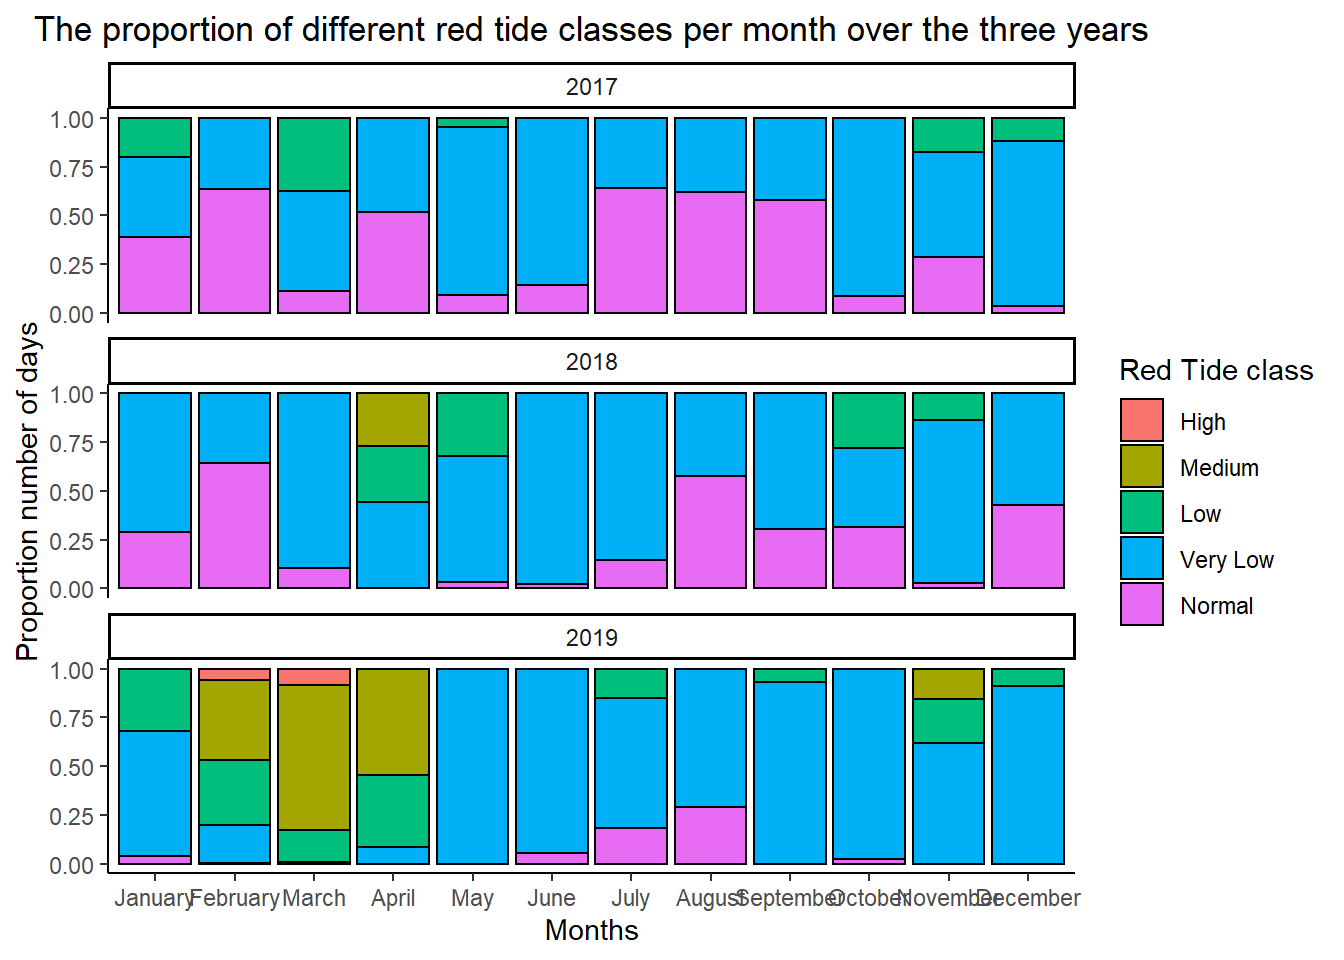 The proportion of different red tide classes per month over the three years
2017
1.00
0.75
0.50
0.25
0.00
2018
1.00
0.75
0.50
0.25
0.00
2019
1.00
0.75
0.50
0.25
0.00
Proportion number of days
January February March April May June July August September October November December
Months
Red Tide class
High
Medium
Low
Very Low
Normal